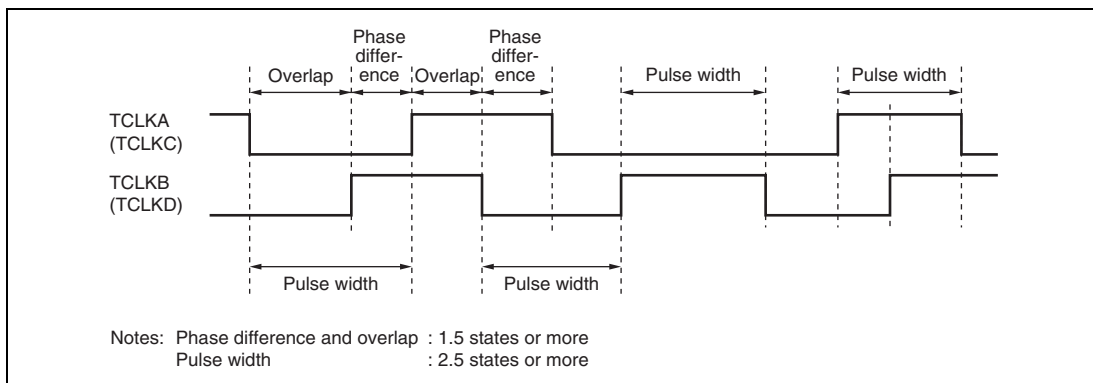 Phase
differ-
ence
Phase
differ-
ence
Overlap
Overlap
Pulse width
Pulse width
TCLKA
(TCLKC)
TCLKB
(TCLKD)
Pulse width
Pulse width
Notes: Phase difference and overlap : 1.5 states or more
Pulse width : 2.5 states or more